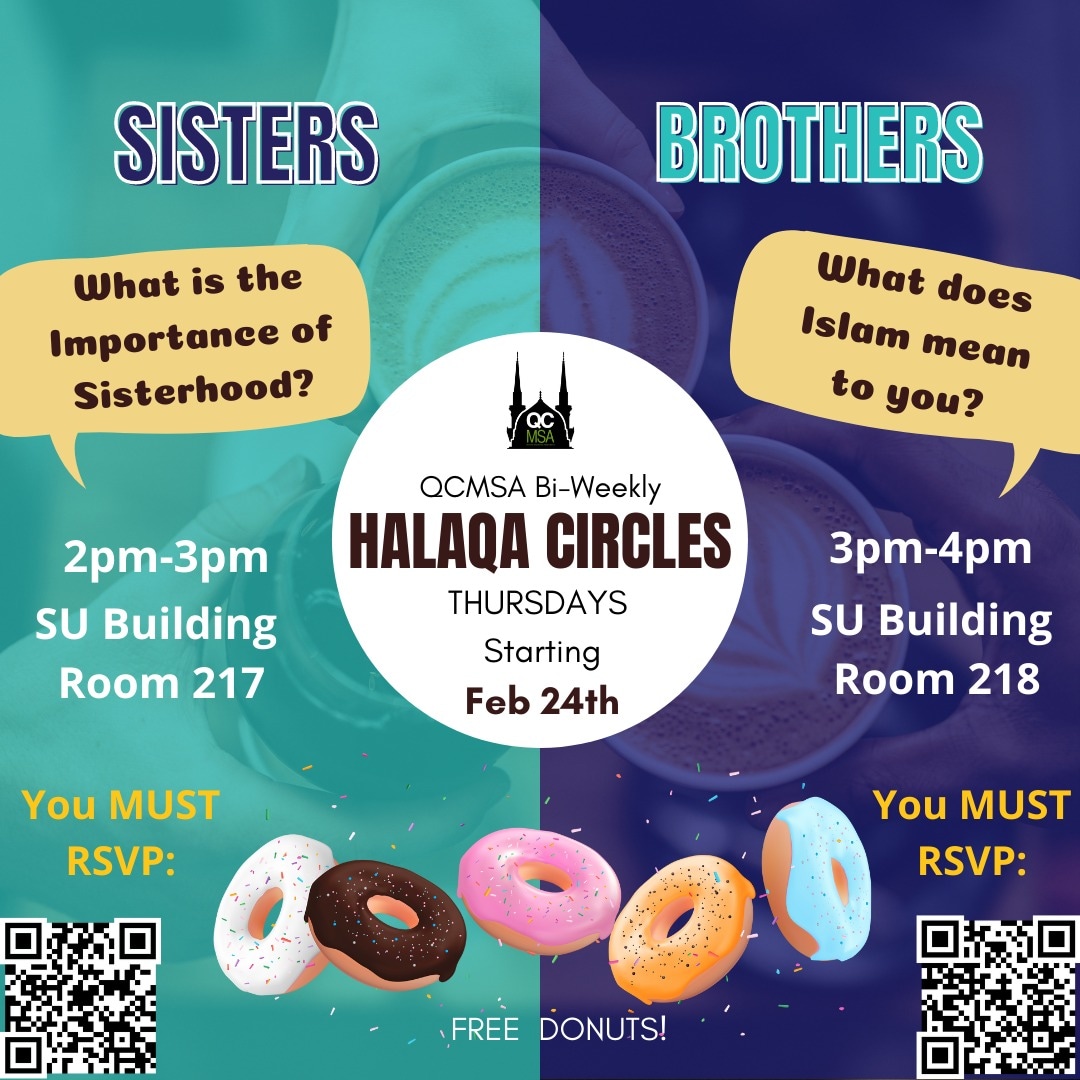 SISTERS
What is the
Importance of
Sisterhood?
2pm-3pm
SU Building
Room 217
You MUST
RSVP:
QC
MSA
QCMSA Bi-Weekly
HALAQA CIRCLES
THURSDAYS
Starting
Feb 24th
BROTHERS
What does
Islam mean
to you?
3pm-4pm
SU Building
Room 218
You MUST
RSVP:
FREE DONUTS!